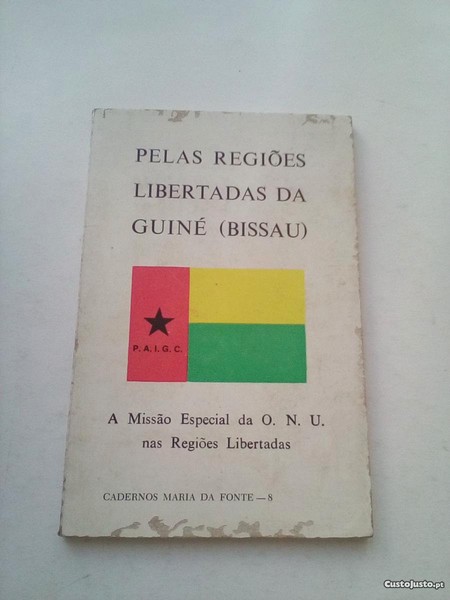 PELAS REGIÕES
LIBERTADAS DA
GUINÉ (BISSAU)
P. A. I. G. C.
A Missão Especial da O. N. U.
nas Regiões Libertadas
CADERNOS MARIA DA FONTE — 8
CustoJusto.pt